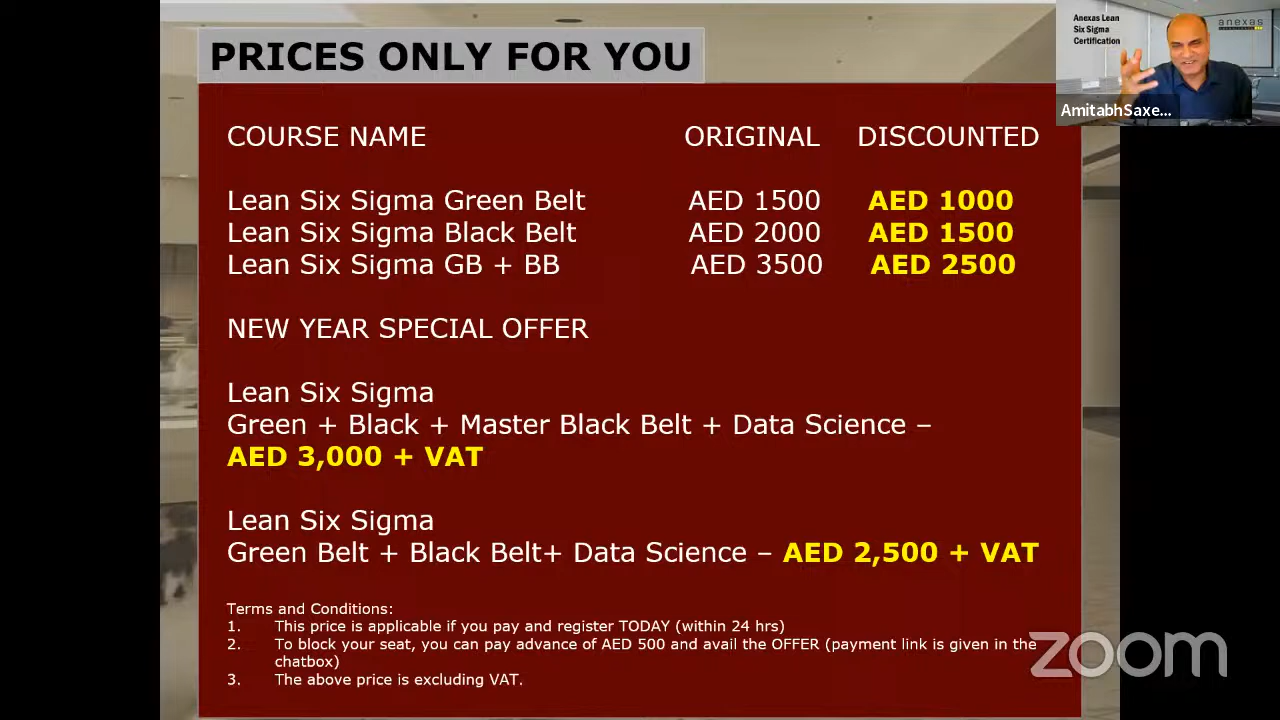 PRICES ONLY FOR YOU
Anexas Lean
Six Sigma
Certification
anexas
AmitabhSaxe...
COURSE NAME ORIGINAL DISCOUNTED
Lean Six Sigma Green Belt AED 1500 AED 1000
Lean Six Sigma Black Belt AED 2000 AED 1500
Lean Six Sigma GB + BB AED 3500 AED 2500
NEW YEAR SPECIAL OFFER
Lean Six Sigma
Green + Black + Master Black Belt + Data Science –
AED 3,000 + VAT
Lean Six Sigma
Green Belt + Black Belt+ Data Science – AED 2,500 + VAT
Terms and Conditions:
1. This price is applicable if you pay and register TODAY (within 24 hrs)
2. To block your seat, you can pay advance of AED 500 and avail the OFFER (payment link is given in the
chatbox)
3. The above price is excluding VAT.
zoom